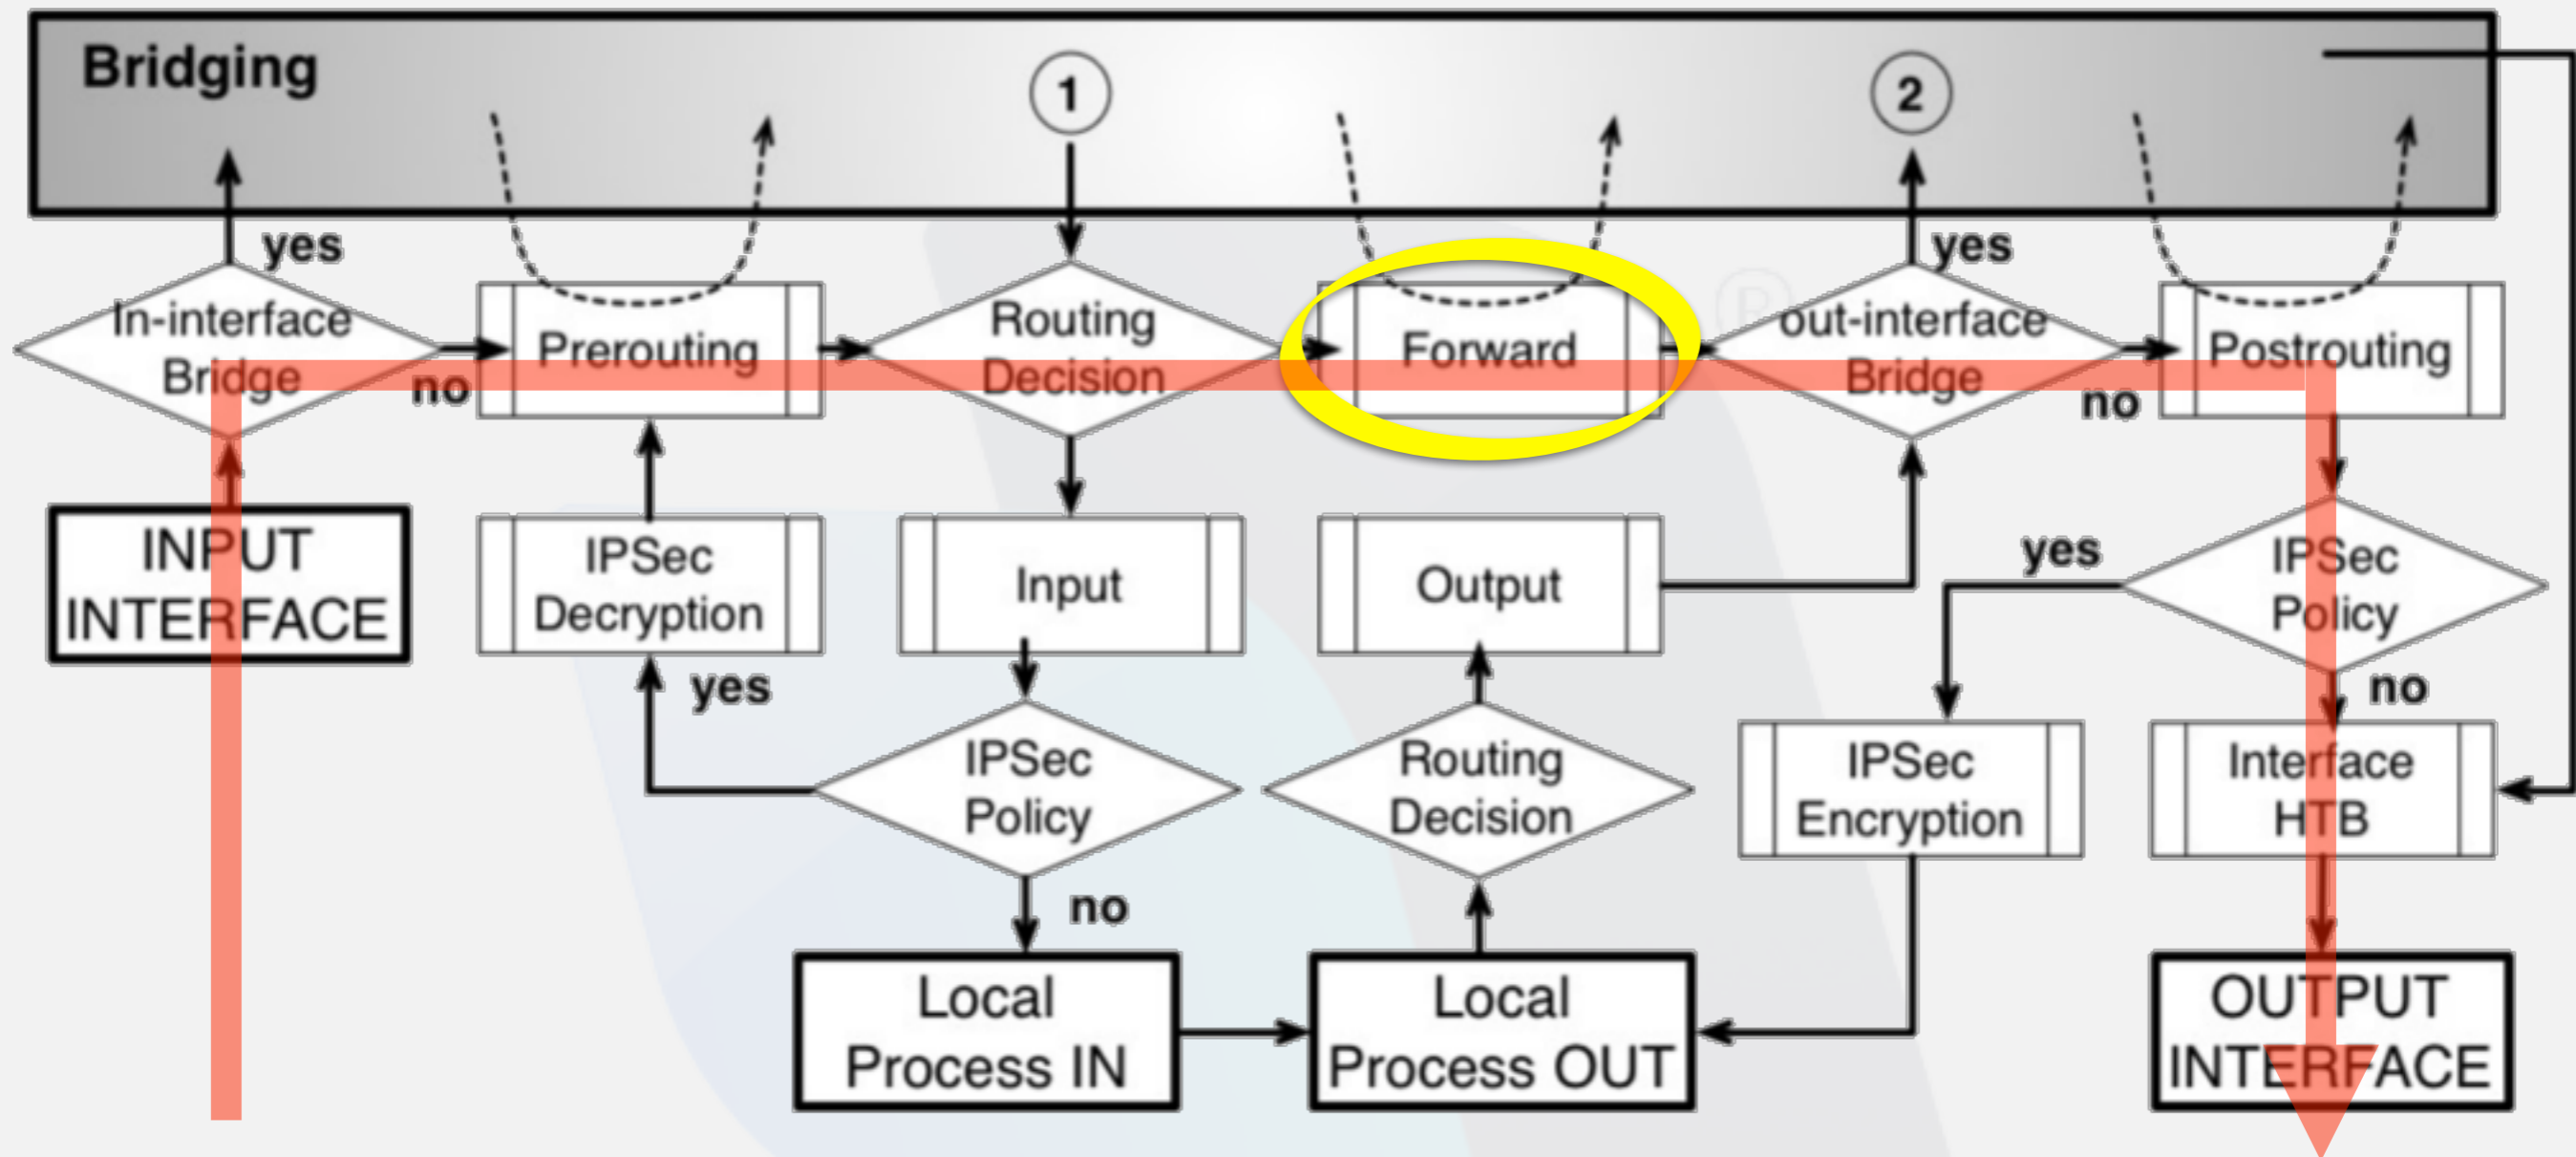 Bridging
1
2
yes
yes
In-interface
Bridge
no
Prerouting
Routing
Decision
Forward
®
out-interface
Bridge
no
Postrouting
INPUT
INTERFACE
IPSec
Decryption
yes
Input
Output
yes
IPSec
Policy
no
IPSec
Policy
no
Routing
Decision
IPSec
Encryption
Interface
HTB
Local
Process IN
Local
Process OUT
OUTPUT
INTERFACE